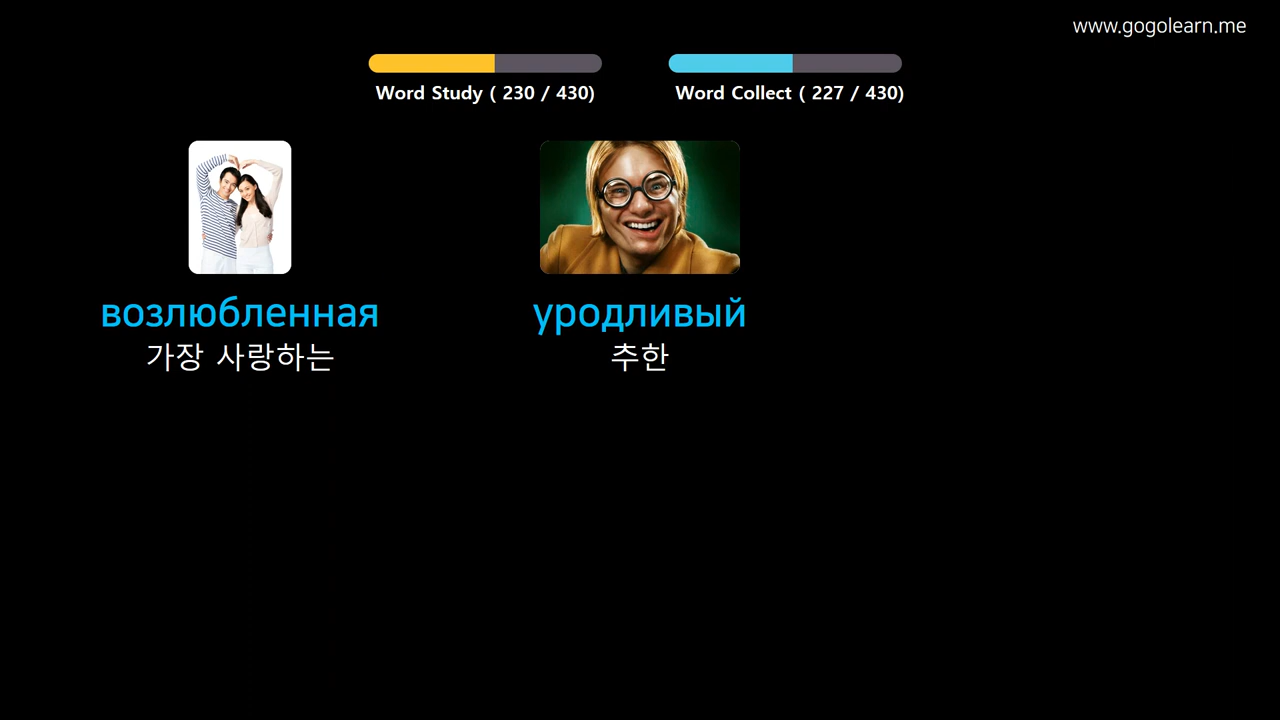 www.gogolearn.me
Word Study ( 230 / 430)
Word Collect ( 227 / 430)
возлюбленная
가장 사랑하는
уродливый
추한